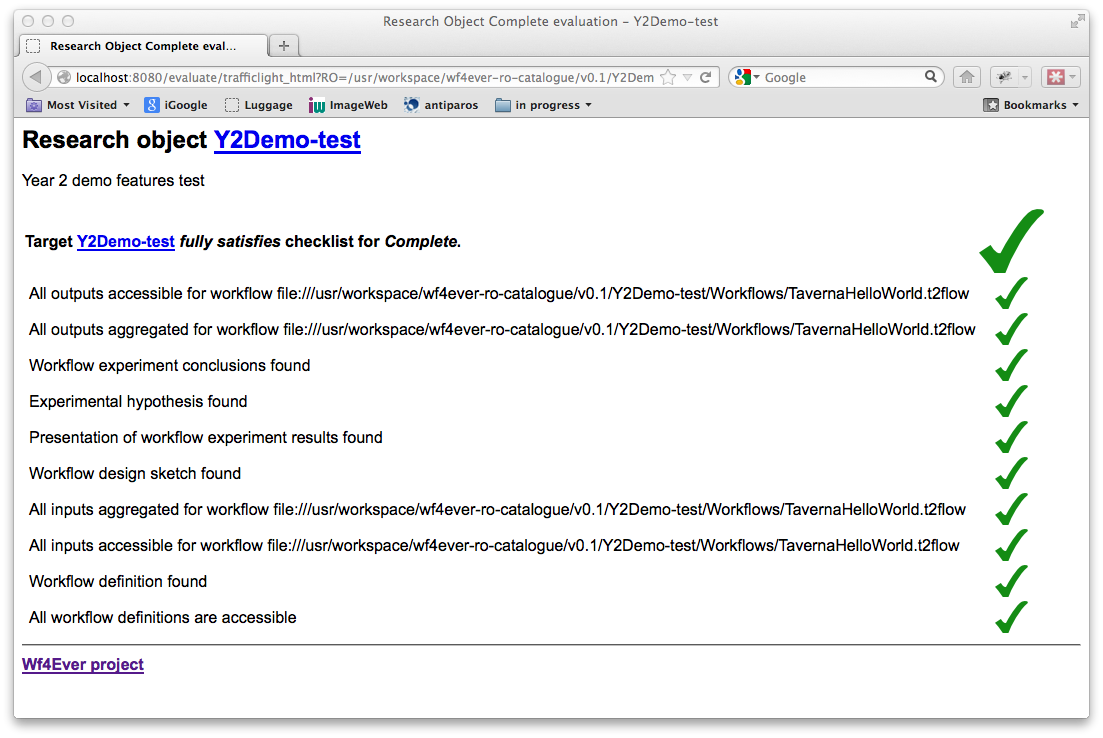 Research Object Complete evaluation – Y2Demo-test
Research Object Complete eval...
localhost:8080/evaluate/trafficlight_html?RO=/usr/workspace/wf4ever-ro-catalogue/v0.1/Y2Dem
Google
Most Visited
8 iGoogle
Luggage
iw ImageWeb
antiparos
in progress
Bookmarks
Research object Y2Demo-test
Year 2 demo features test
Target Y2Demo-test fully satisfies checklist for Complete.
All outputs accessible for workflow file:///usr/workspace/wf4ever-ro-catalogue/v0.1/Y2Demo-test/Workflows/TavernaHelloWorld.t2flow
All outputs aggregated for workflow file:///usr/workspace/wf4ever-ro-catalogue/v0.1/Y2Demo-test/Workflows/TavernaHelloWorld.t2flow
Workflow experiment conclusions found
Experimental hypothesis found
Presentation of workflow experiment results found
Workflow design sketch found
All inputs aggregated for workflow file:///usr/workspace/wf4ever-ro-catalogue/v0.1/Y2Demo-test/Workflows/TavernaHelloWorld.t2flow
All inputs accessible for workflow file:///usr/workspace/wf4ever-ro-catalogue/v0.1/Y2Demo-test/Workflows/TavernaHelloWorld.t2flow
Workflow definition found
All workflow definitions are accessible
Wf4Ever project